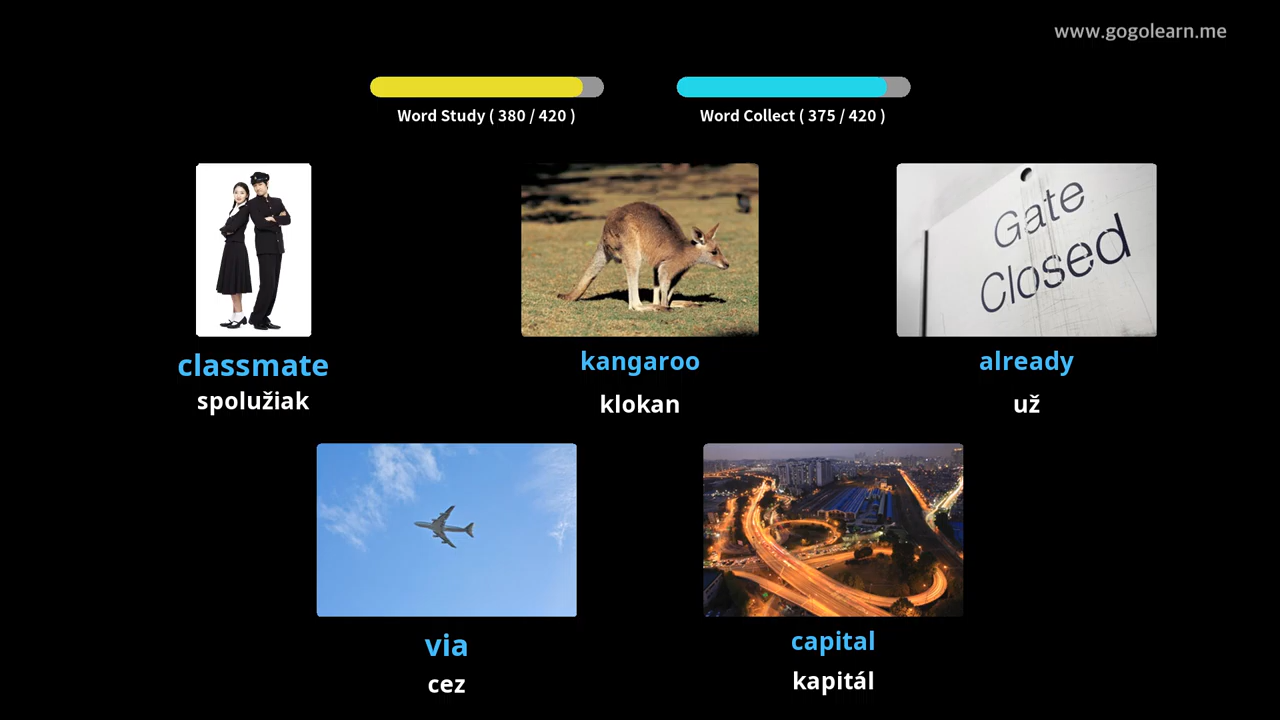 www.gogolearn.me
Word Study ( 380 / 420 )
Word Collect ( 375 / 420 )
Gate
Closed
classmate
spolužiak
kangaroo
klokan
already
už
via
cez
capital
kapitál